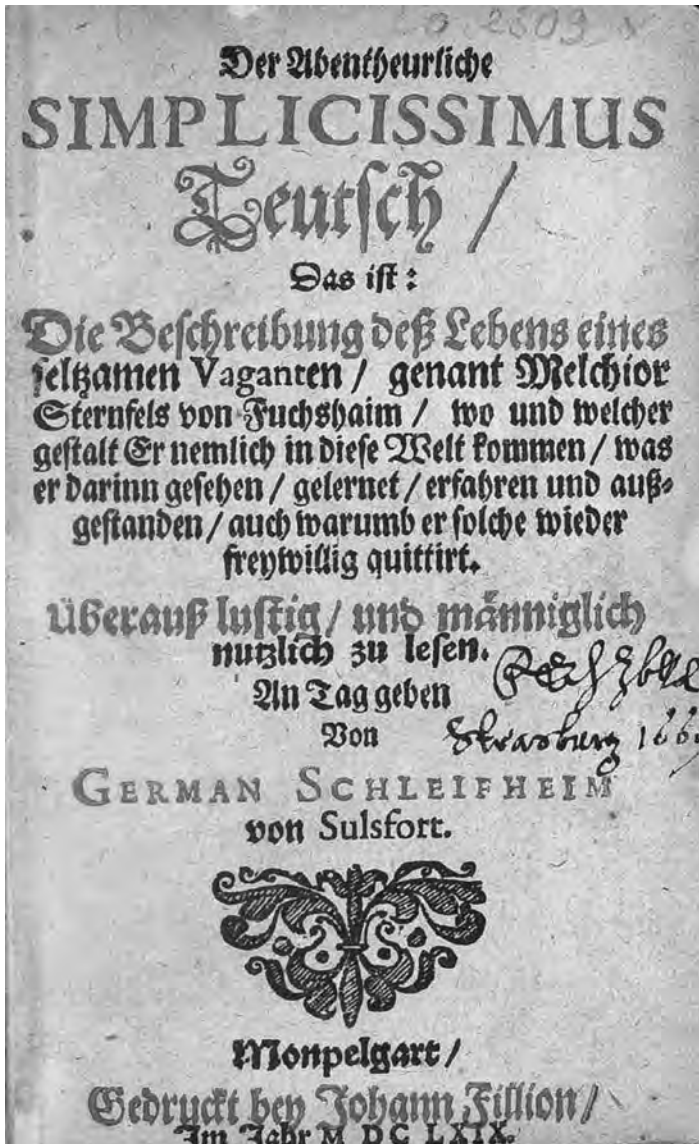 Lo 2309
Der Abentheurliche
SIMPLICISSIMUS
Teutſch /
Das iſt:
Die Beſchreibung deß Lebens eines
ſeltzamen Vaganten / genant Melchior
Sternfels von Fuchshaim / wo und welcher
geſtalt Er nemlich in dieſe Welt kommen / was
er darinn geſehen / gelernet / erfahren und auß-
geſtanden / auch warumb er ſolche wieder
freywillig quittirt.
Überauß luſtig / und männiglich
nutzlich zu leſen.
An Tag geben
Von
Strasburg
GERMAN SCHLEIFHEIM
von Sulsfort.
Monpelgart /
Gedruckt bey Johann Fillion /
Im Jahr M DC LXIX.